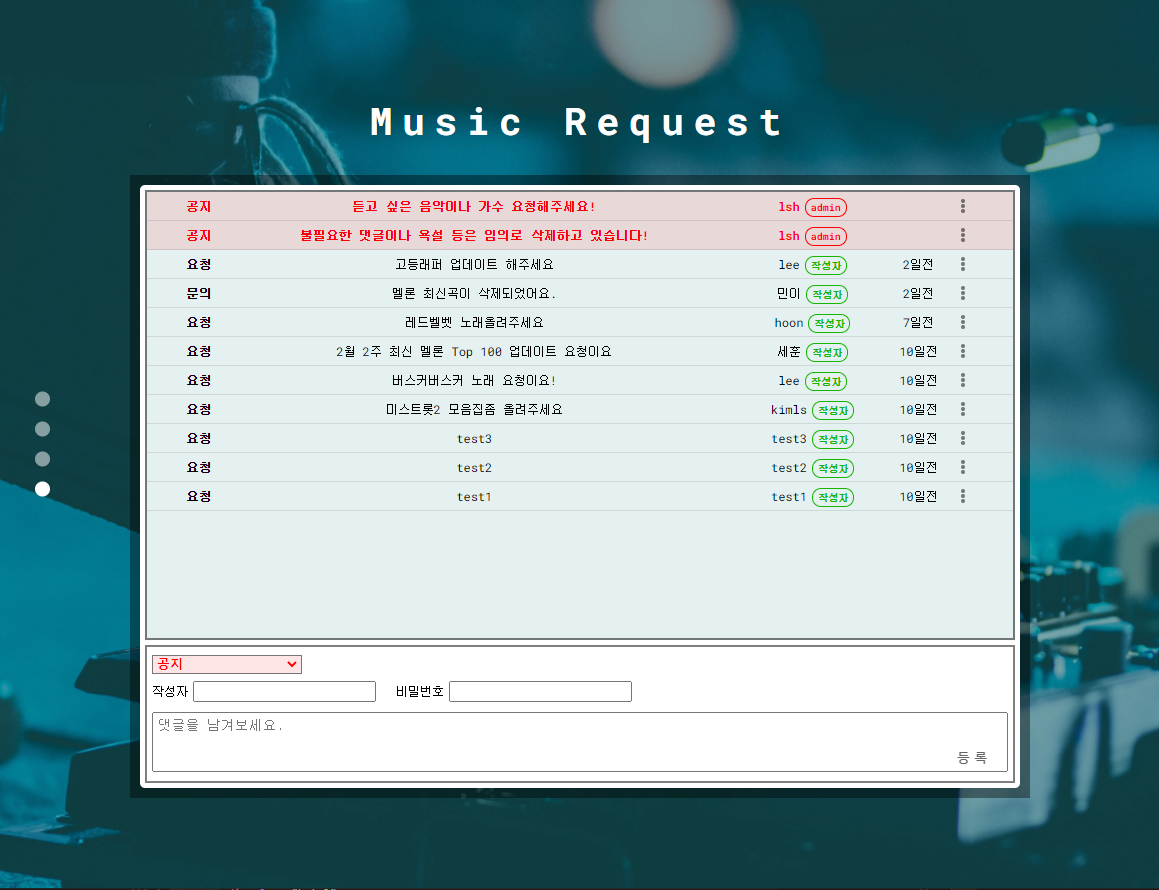 Music Request
공지 듣고 싶은 음악이나 가수 요청해주세요! lsh admin
공지 불필요한 댓글이나 욕설 등은 임의로 삭제하고 있습니다! lsh admin
요청 고등래퍼 업데이트 해주세요 lee 작성자 2일전
문의 멜론 최신곡이 삭제되었어요. 민이 작성자 2일전
요청 레드벨벳 노래올려주세요 hoon 작성자 7일전
요청 2월 2주 최신 멜론 Top 100 업데이트 요청이요 세훈 작성자 10일전
요청 버스커버스커 노래 요청이요! lee 작성자 10일전
요청 미스트롯2 모음집좀 올려주세요 kimls 작성자 10일전
요청 test3 test3 작성자 10일전
요청 test2 test2 작성자 10일전
요청 test1 test1 작성자 10일전
공지
작성자 비밀번호
댓글을 남겨보세요.
등록